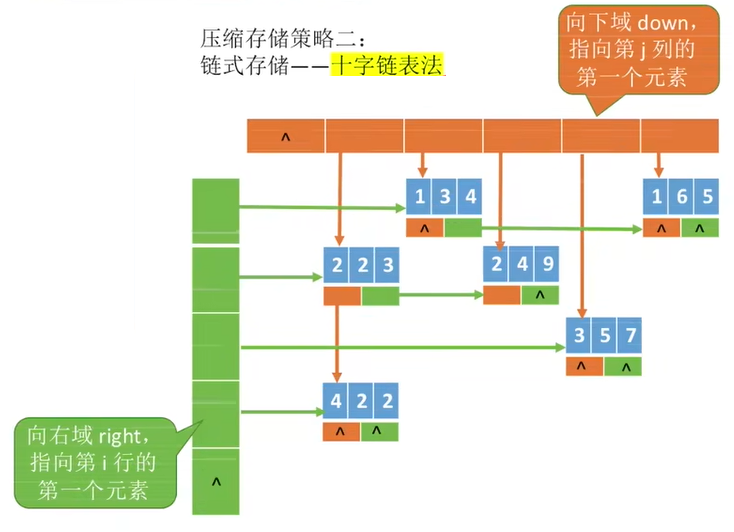 压缩存储策略二：
链式存储——十字链表法
向下域 down，
指向第 j 列的
第一个元素
^
1 3 4
^
1 6 5
^ ^
2 2 3
2 4 9
^
3 5 7
^ ^
4 2 2
^ ^
向右域 right，
指向第 i 行的
第一个元素
^